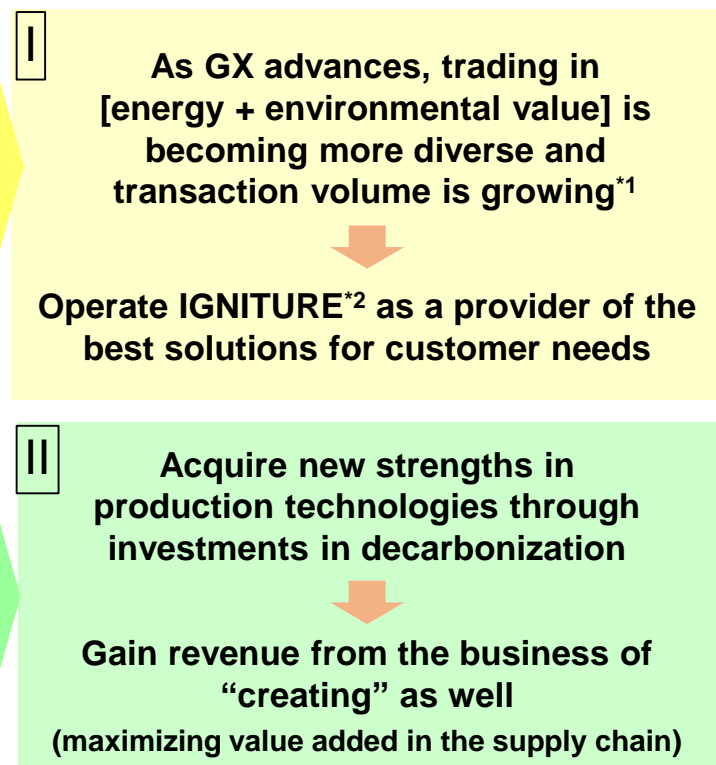 I
As GX advances, trading in
[energy + environmental value] is
becoming more diverse and
transaction volume is growing*1
Operate IGNITURE*2 as a provider of the
best solutions for customer needs
II
Acquire new strengths in
production technologies through
investments in decarbonization
Gain revenue from the business of
“creating” as well
(maximizing value added in the supply chain)